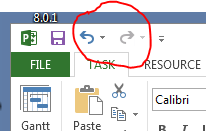 8.0.1
FILE TASK RESOURCE
Gantt Paste Calibri
B